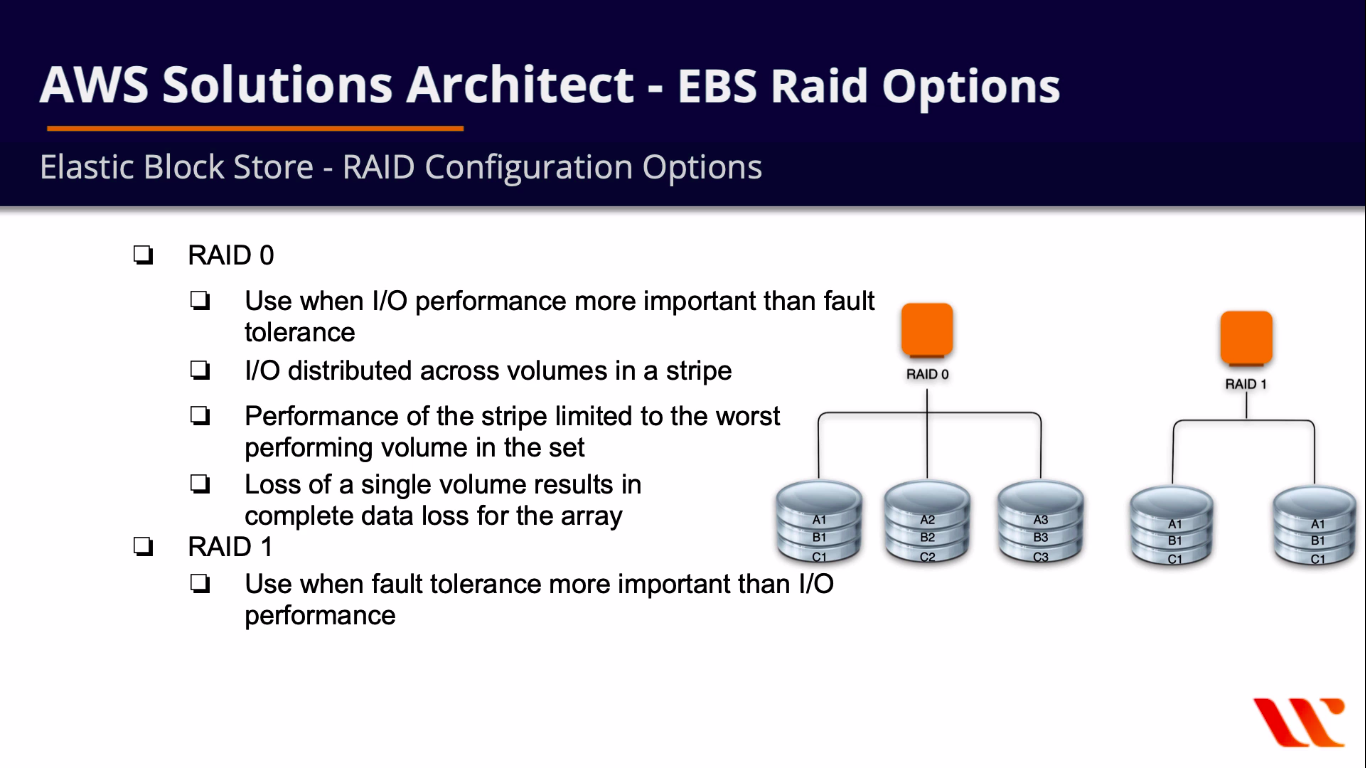 AWS Solutions Architect - EBS Raid Options
Elastic Block Store - RAID Configuration Options
❏ RAID 0
❏ Use when I/O performance more important than fault
tolerance
❏ I/O distributed across volumes in a stripe
❏ Performance of the stripe limited to the worst
performing volume in the set
❏ Loss of a single volume results in
complete data loss for the array
❏ RAID 1
❏ Use when fault tolerance more important than I/O
performance
RAID 0
A1
B1
C1
A2
B2
C2
A3
B3
C3
RAID 1
A1
B1
C1
A1
B1
C1